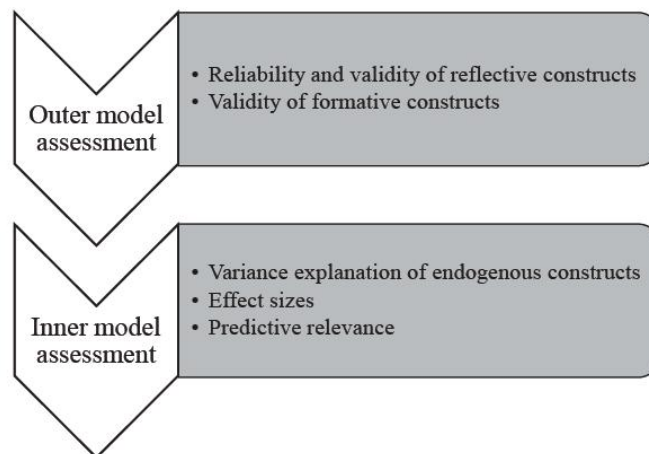 Outer model
assessment
• Reliability and validity of reflective constructs
• Validity of formative constructs
Inner model
assessment
• Variance explanation of endogenous constructs
• Effect sizes
• Predictive relevance